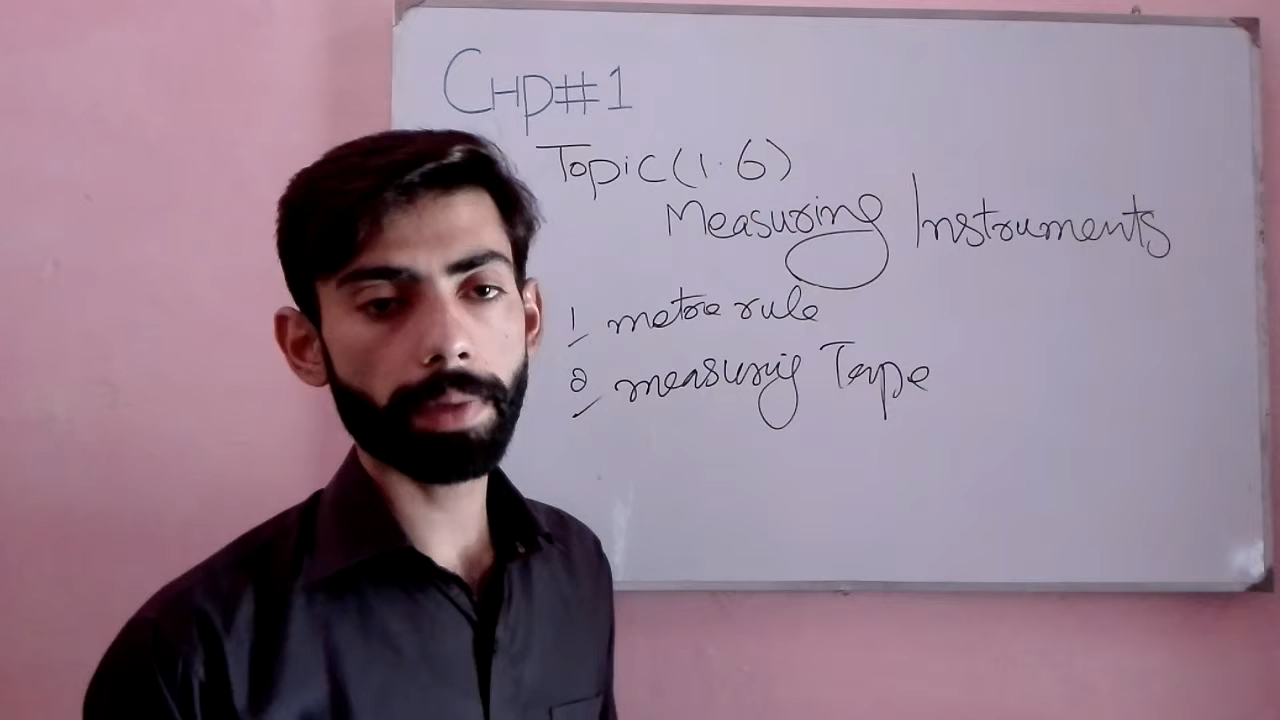 CHP#1
Topic (1.6)
Measuring Instruments
1 metre rule
2 measuring Tape